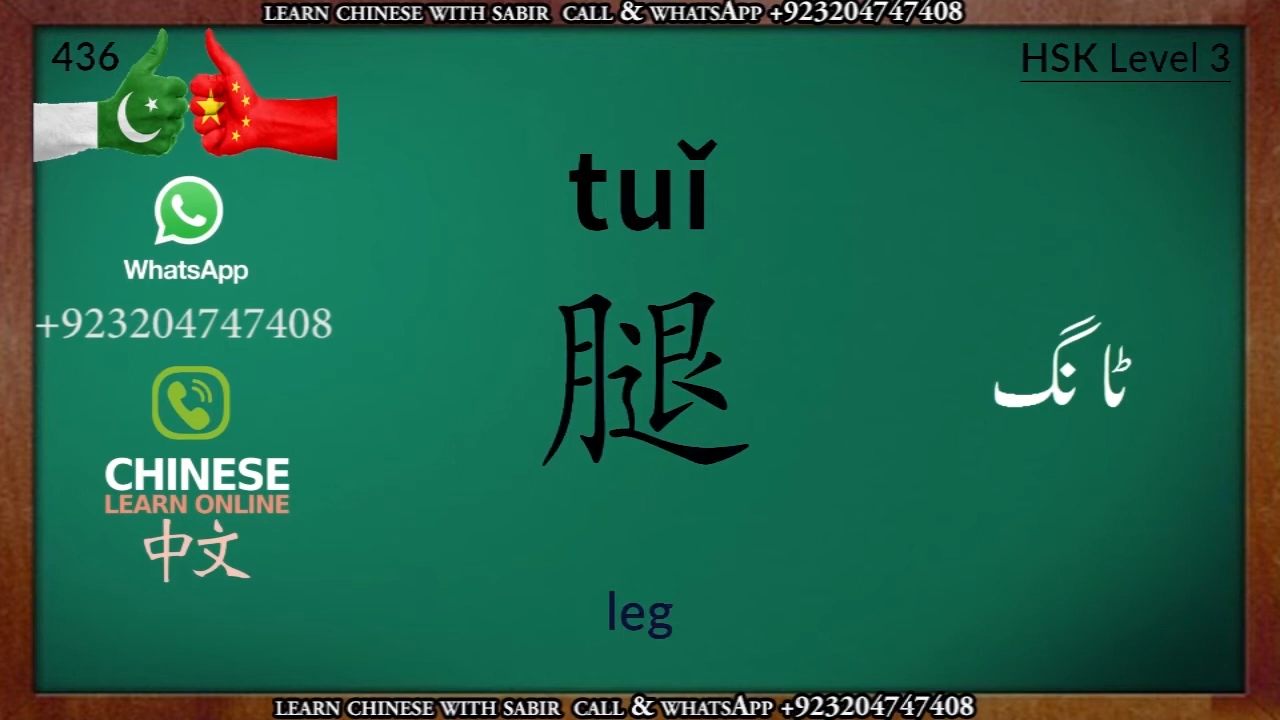 LEARN CHINESE WITH SABIR CALL & WHATSAPP +923204747408
436
HSK Level 3
tuǐ
WhatsApp
+923204747408
腿
ٹانگ
CHINESE
LEARN ONLINE
中文
leg
LEARN CHINESE WITH SABIR CALL & WHATSAPP +923204747408